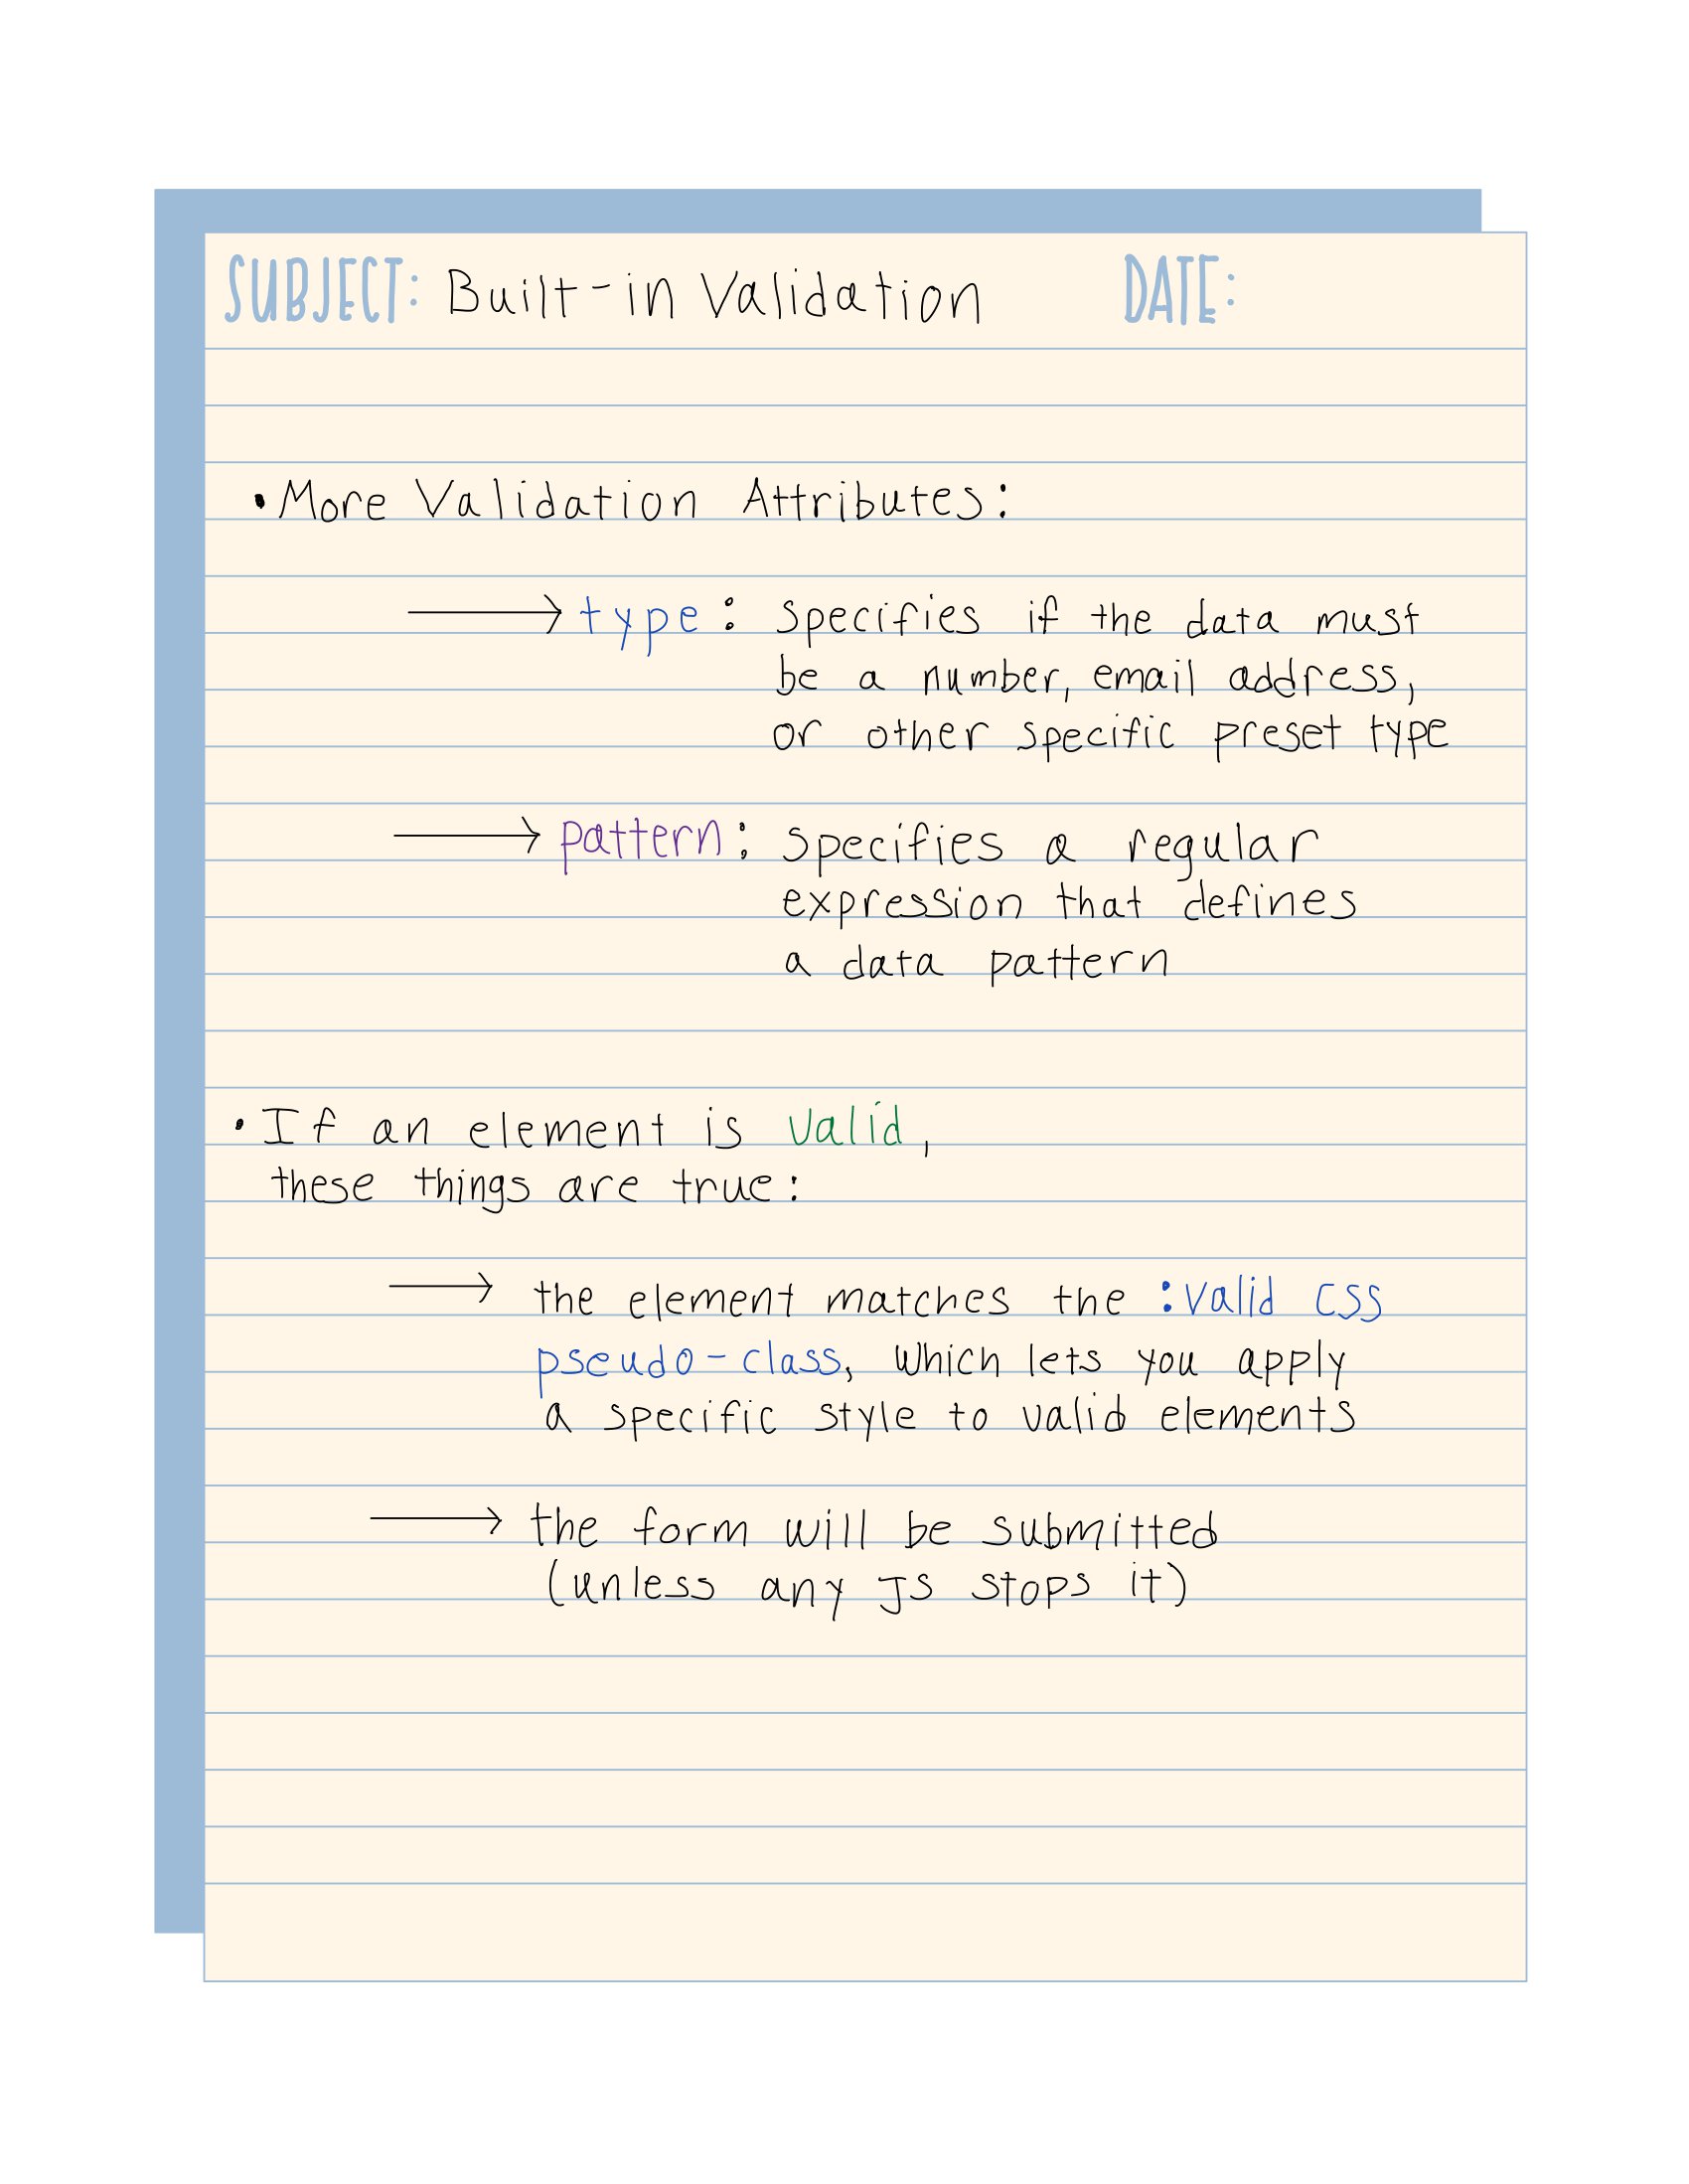 SUBJECT: Built-in Validation DATE:
• More Validation Attributes:
→ type: specifies if the data must
be a number, email address,
or other specific preset type
→ pattern: specifies a regular
expression that defines
a data pattern
• If an element is valid,
these things are true:
→ the element matches the :valid CSS
pseudo-class, which lets you apply
a specific style to valid elements
→ the form will be submitted
(unless any JS stops it)